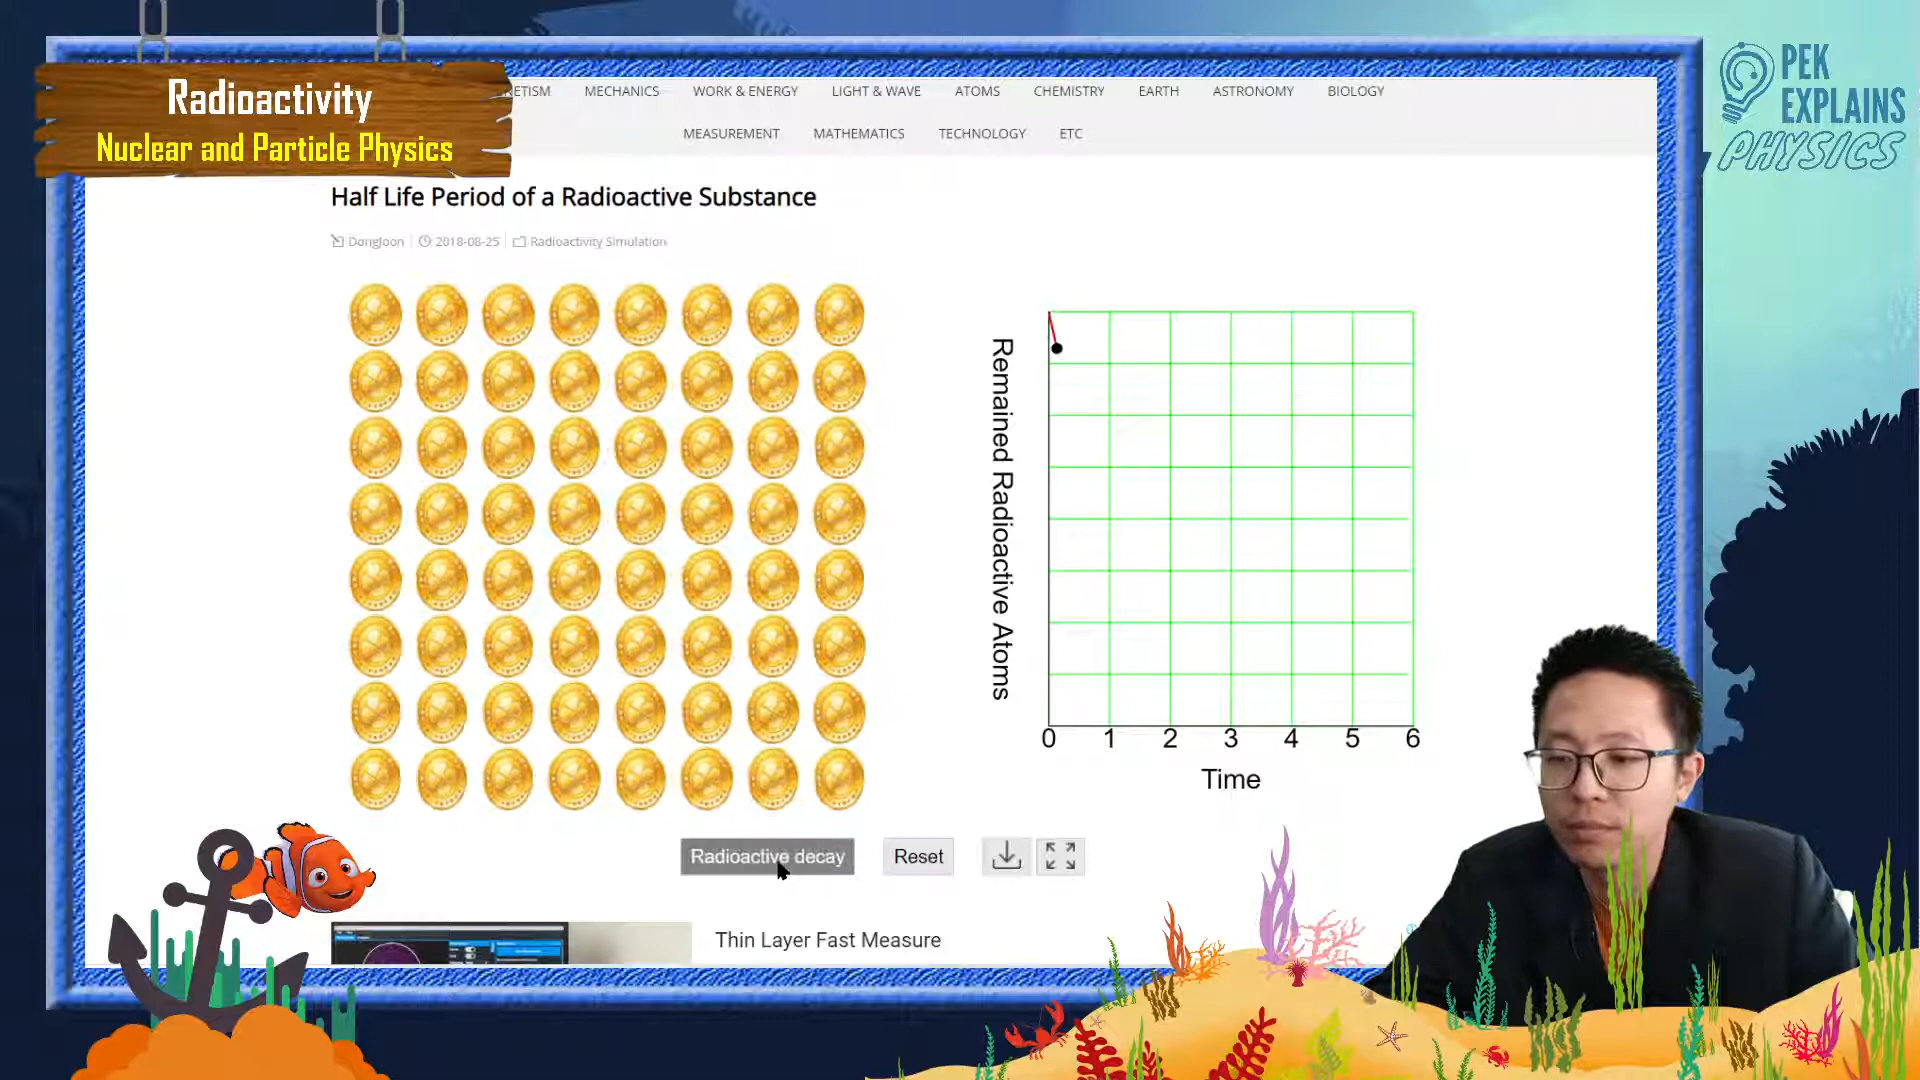 Radioactivity
Nuclear and Particle Physics
PEK
EXPLAINS
PHYSICS
MECHANICS WORK & ENERGY LIGHT & WAVE ATOMS CHEMISTRY EARTH ASTRONOMY BIOLOGY
MEASUREMENT MATHEMATICS TECHNOLOGY ETC
Half Life Period of a Radioactive Substance
DongJoon 2018-08-25 Radioactivity Simulation
Remained Radioactive Atoms
0 1 2 3 4 5 6
Time
Radioactive decay Reset
Thin Layer Fast Measure